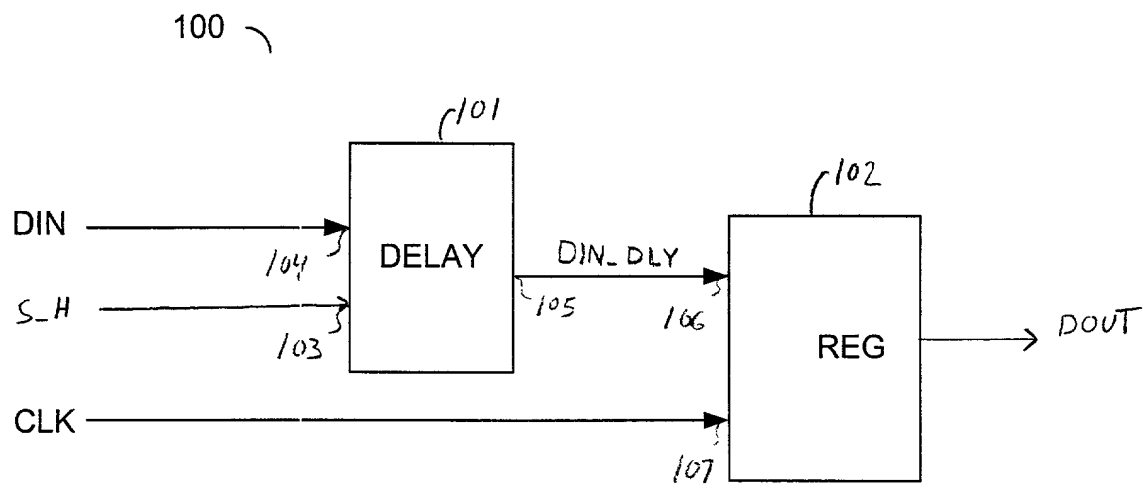 100
101
102
DIN
104
DELAY
DIN_DLY
S_H
103
105
106
REG
DOUT
CLK
107